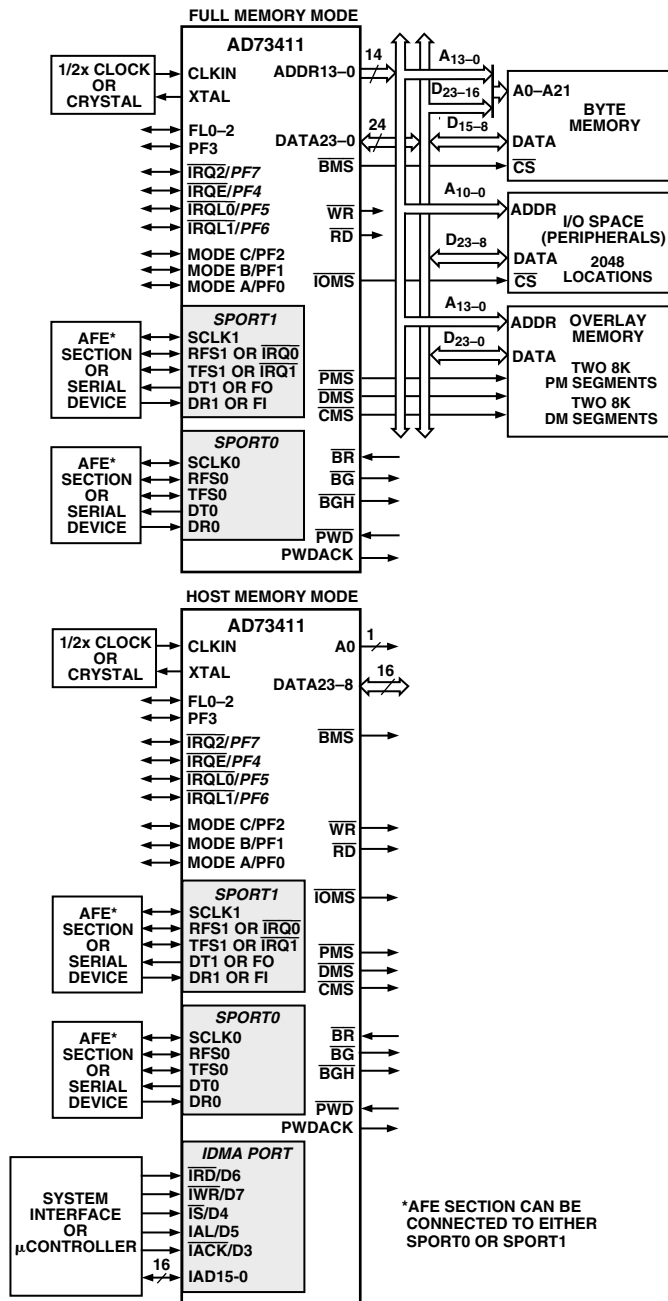 FULL MEMORY MODE
AD73411
1/2x CLOCK
OR
CRYSTAL
CLKIN
XTAL
FL0–2
PF3
IRQ2/PF7
IRQE/PF4
IRQL0/PF5
IRQL1/PF6
MODE C/PF2
MODE B/PF1
MODE A/PF0
AFE*
SECTION
OR
SERIAL
DEVICE
SPORT1
SCLK1
RFS1 OR IRQ0
TFS1 OR IRQ1
DT1 OR FO
DR1 OR FI
AFE*
SECTION
OR
SERIAL
DEVICE
SPORT0
SCLK0
RFS0
TFS0
DT0
DR0
ADDR13–0
14
DATA23–0
24
BMS
WR
RD
IOMS
PMS
DMS
CMS
BR
BG
BGH
PWD
PWDACK
A13–0
D23–16
D15–8
A0–A21
BYTE
MEMORY
DATA
CS
A10–0
D23–8
ADDR
I/O SPACE
(PERIPHERALS)
DATA
2048
LOCATIONS
CS
A13–0
D23–0
ADDR
OVERLAY
MEMORY
DATA
TWO 8K
PM SEGMENTS
TWO 8K
DM SEGMENTS
HOST MEMORY MODE
AD73411
1/2x CLOCK
OR
CRYSTAL
CLKIN
XTAL
FL0–2
PF3
IRQ2/PF7
IRQE/PF4
IRQL0/PF5
IRQL1/PF6
MODE C/PF2
MODE B/PF1
MODE A/PF0
AFE*
SECTION
OR
SERIAL
DEVICE
SPORT1
SCLK1
RFS1 OR IRQ0
TFS1 OR IRQ1
DT1 OR FO
DR1 OR FI
AFE*
SECTION
OR
SERIAL
DEVICE
SPORT0
SCLK0
RFS0
TFS0
DT0
DR0
SYSTEM
INTERFACE
OR
μCONTROLLER
IDMA PORT
IRD/D6
IWR/D7
IS/D4
IAL/D5
IACK/D3
16
IAD15-0
A0
1
DATA23–8
16
BMS
WR
RD
IOMS
PMS
DMS
CMS
BR
BG
BGH
PWD
PWDACK
*AFE SECTION CAN BE
CONNECTED TO EITHER
SPORT0 OR SPORT1